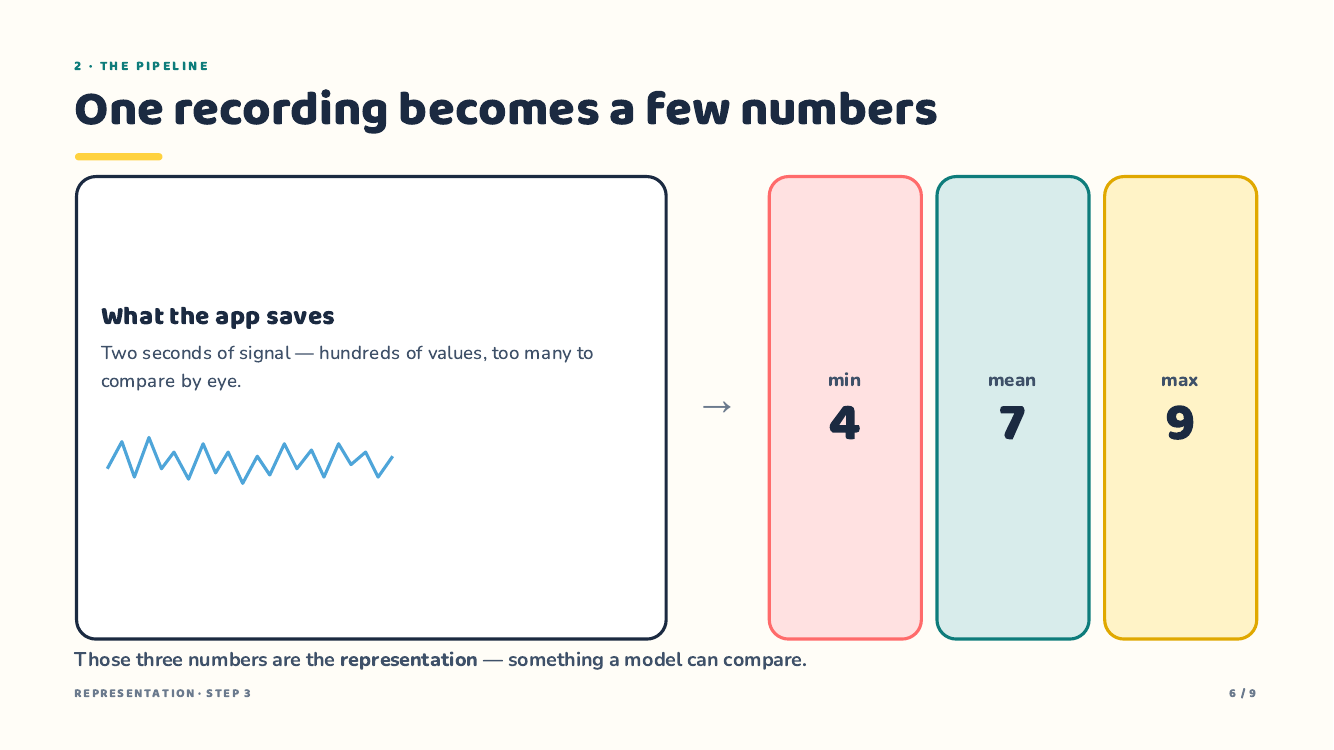 2 · THE PIPELINE
One recording becomes a few numbers
What the app saves
Two seconds of signal — hundreds of values, too many to
compare by eye.
→
min
4
mean
7
max
9
Those three numbers are the representation — something a model can compare.
REPRESENTATION · STEP 3
6 / 9